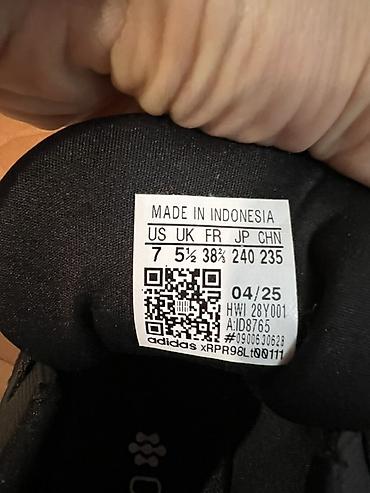 MADE IN INDONESIA
US UK FR JP CHN
7 5½ 38⅔ 240 235
04/25
HWI 28Y001
A:ID8765
#0900630628
adidas xRPR98Lt00111